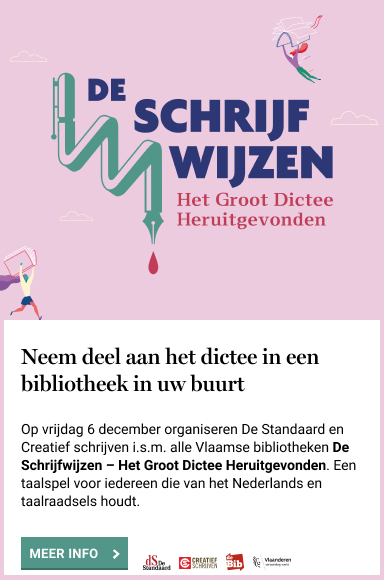 DE
SCHRIJF
WIJZEN
Het Groot Dictee
Heruitgevonden
Neem deel aan het dictee in een
bibliotheek in uw buurt
Op vrijdag 6 december organiseren De Standaard en
Creatief schrijven i.s.m. alle Vlaamse bibliotheken De
Schrijfwijzen – Het Groot Dictee Heruitgevonden. Een
taalspel voor iedereen die van het Nederlands en
taalraadsels houdt.
MEER INFO
dS De Standaard
CREATIEF SCHRIJVEN
de Bib
Vlaanderen